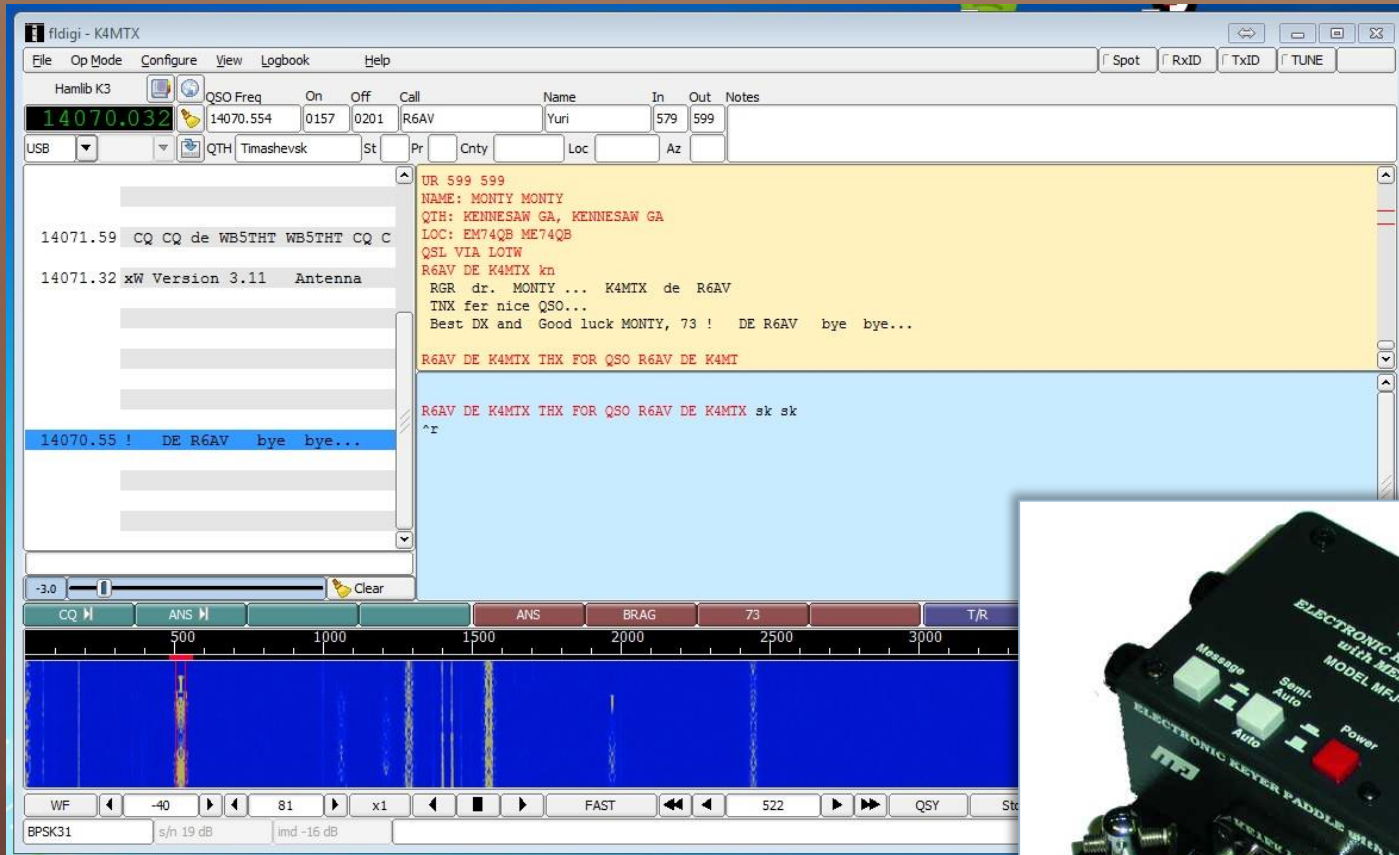 fldigi - K4MTX
File Op Mode Configure View Logbook Help Spot RxID TxID TUNE
Hamlib K3 QSO Freq On Off Call Name In Out Notes
14070.032 14070.554 0157 0201 R6AV Yuri 579 599
USB QTH Timashevsk St Pr Cnty Loc Az
UR 599 599
NAME: MONTY MONTY
QTH: KENNESAW GA, KENNESAW GA
LOC: EM74QB ME74QB
QSL VIA LOTW
R6AV DE K4MTX kn
RGR dr. MONTY ... K4MTX de R6AV
TNX fer nice QSO...
Best DX and Good luck MONTY, 73 ! DE R6AV bye bye...
R6AV DE K4MTX THX FOR QSO R6AV DE K4MT
14071.59 CQ CQ de WB5THT WB5THT CQ C
14071.32 xW Version 3.11 Antenna
14070.55 ! DE R6AV bye bye...
R6AV DE K4MTX THX FOR QSO R6AV DE K4MTX sk sk
^r
-3.0 Clear
CQ ANS ANS BRAG 73 T/R
500 1000 1500 2000 2500 3000
WF -40 81 x1 FAST 522 QSY
BPSK31 s/n 19 dB imd -16 dB
ELECTRONIC
with
MODEL
Message
Semi-
Auto
Auto
Power
ELECTRONIC KEYER PADDLE with
MFJ